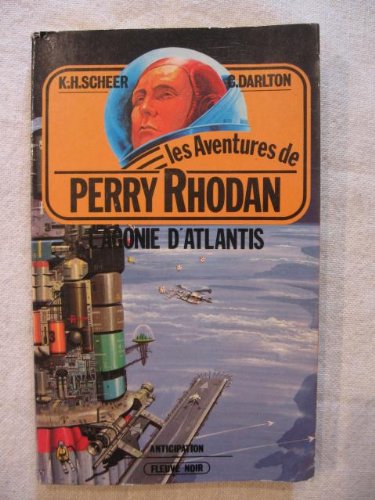 K.H.SCHEER C.DARLTON
les Aventures de
PERRY RHODAN
L'AGONIE D'ATLANTIS
ANTICIPATION
FLEUVE NOIR